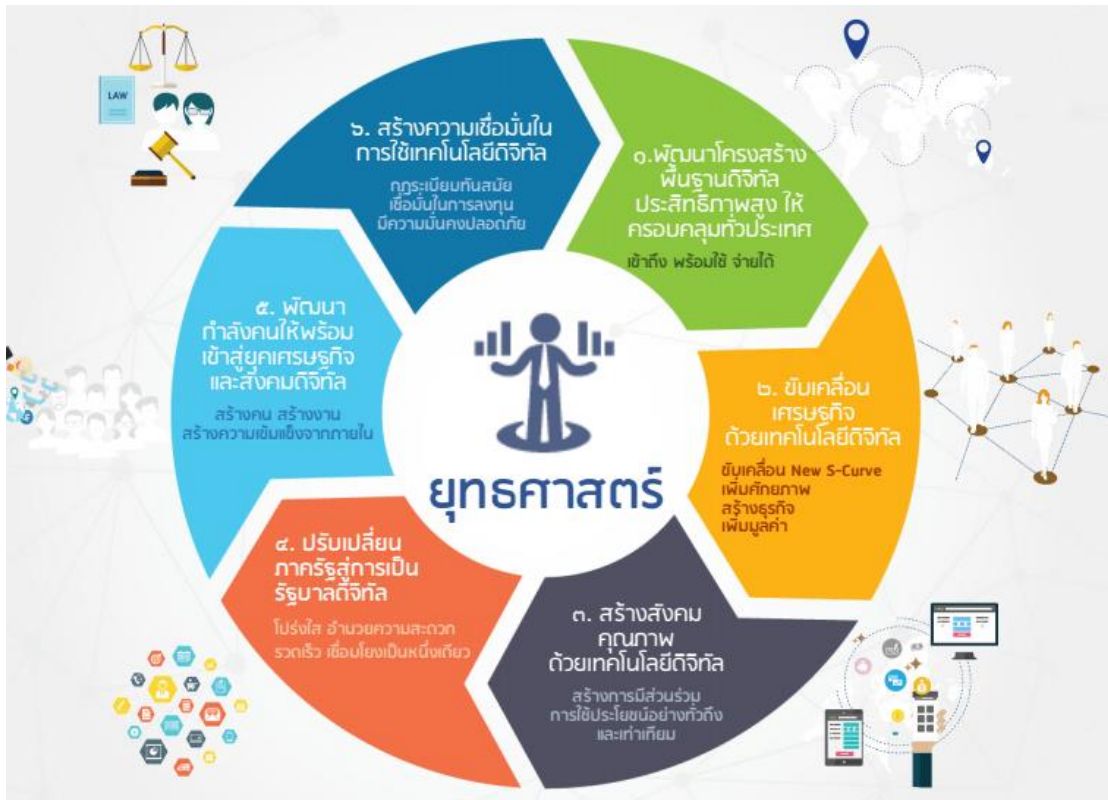 ยุทธศาสตร์
๑.พัฒนาโครงสร้าง
พื้นฐานดิจิทัล
ประสิทธิภาพสูง ให้
ครอบคลุมทั่วประเทศ
เข้าถึง พร้อมใช้ จ่ายได้
๒. ขับเคลื่อน
เศรษฐกิจ
ด้วยเทคโนโลยีดิจิทัล
ขับเคลื่อน New S-Curve
เพิ่มศักยภาพ
สร้างธุรกิจ
เพิ่มมูลค่า
๓. สร้างสังคม
คุณภาพ
ด้วยเทคโนโลยีดิจิทัล
สร้างการมีส่วนร่วม
การใช้ประโยชน์อย่างทั่วถึง
และเท่าเทียม
๔. ปรับเปลี่ยน
ภาครัฐสู่การเป็น
รัฐบาลดิจิทัล
โปร่งใส อำนวยความสะดวก
รวดเร็ว เชื่อมโยงเป็นหนึ่งเดียว
๕. พัฒนา
กำลังคนให้พร้อม
เข้าสู่ยุคเศรษฐกิจ
และสังคมดิจิทัล
สร้างคน สร้างงาน
สร้างความเข้มแข็งจากภายใน
๖. สร้างความเชื่อมั่นใน
การใช้เทคโนโลยีดิจิทัล
กฎระเบียบทันสมัย
เชื่อมั่นในการลงทุน
มีความมั่นคงปลอดภัย
LAW